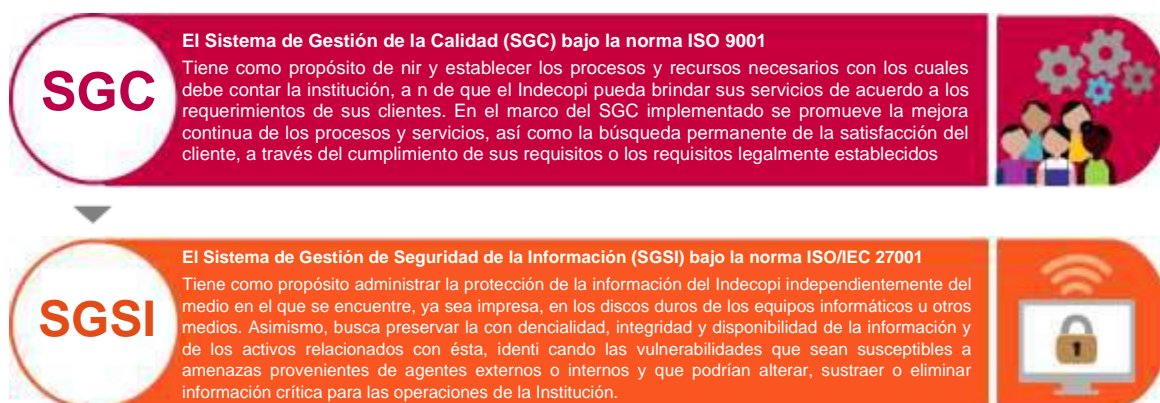 SGC
El Sistema de Gestión de la Calidad (SGC) bajo la norma ISO 9001
Tiene como propósito de nir y establecer los procesos y recursos necesarios con los cuales
debe contar la institución, a n de que el Indecopi pueda brindar sus servicios de acuerdo a los
requerimientos de sus clientes. En el marco del SGC implementado se promueve la mejora
continua de los procesos y servicios, así como la búsqueda permanente de la satisfacción del
cliente, a través del cumplimiento de sus requisitos o los requisitos legalmente establecidos
SGSI
El Sistema de Gestión de Seguridad de la Información (SGSI) bajo la norma ISO/IEC 27001
Tiene como propósito administrar la protección de la información del Indecopi independientemente del
medio en el que se encuentre, ya sea impresa, en los discos duros de los equipos informáticos u otros
medios. Asimismo, busca preservar la con dencialidad, integridad y disponibilidad de la información y
de los activos relacionados con ésta, identi cando las vulnerabilidades que sean susceptibles a
amenazas provenientes de agentes externos o internos y que podrían alterar, sustraer o eliminar
información crítica para las operaciones de la Institución.